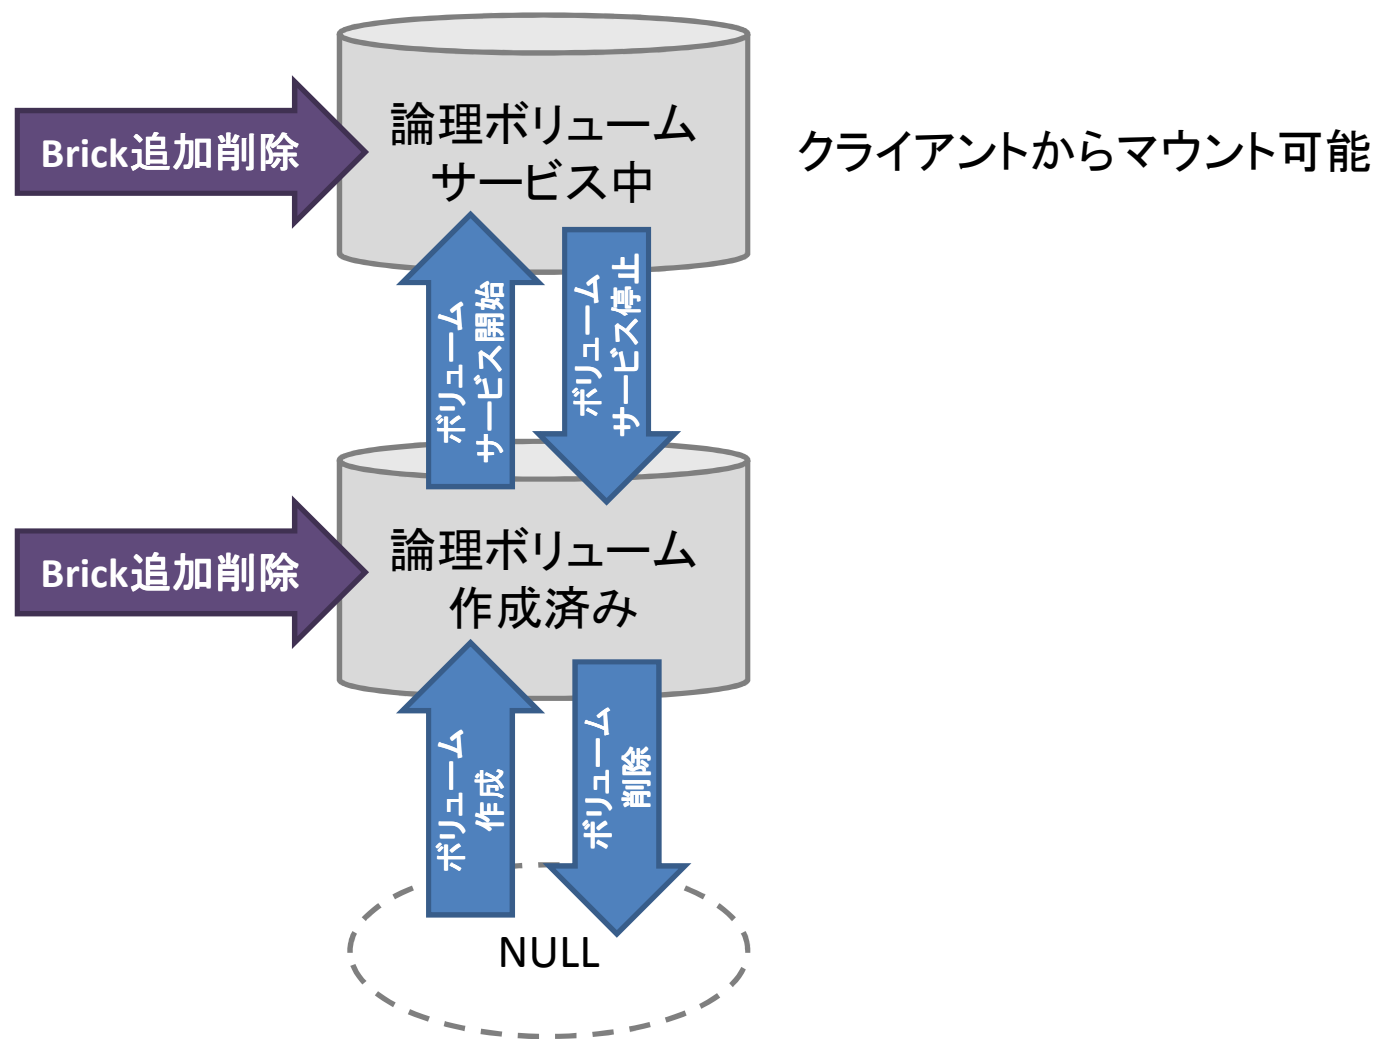 Brick追加削除
論理ボリューム
サービス中
クライアントからマウント可能
ボリューム
サービス開始
ボリューム
サービス停止
Brick追加削除
論理ボリューム
作成済み
ボリューム
作成
ボリューム
削除
NULL